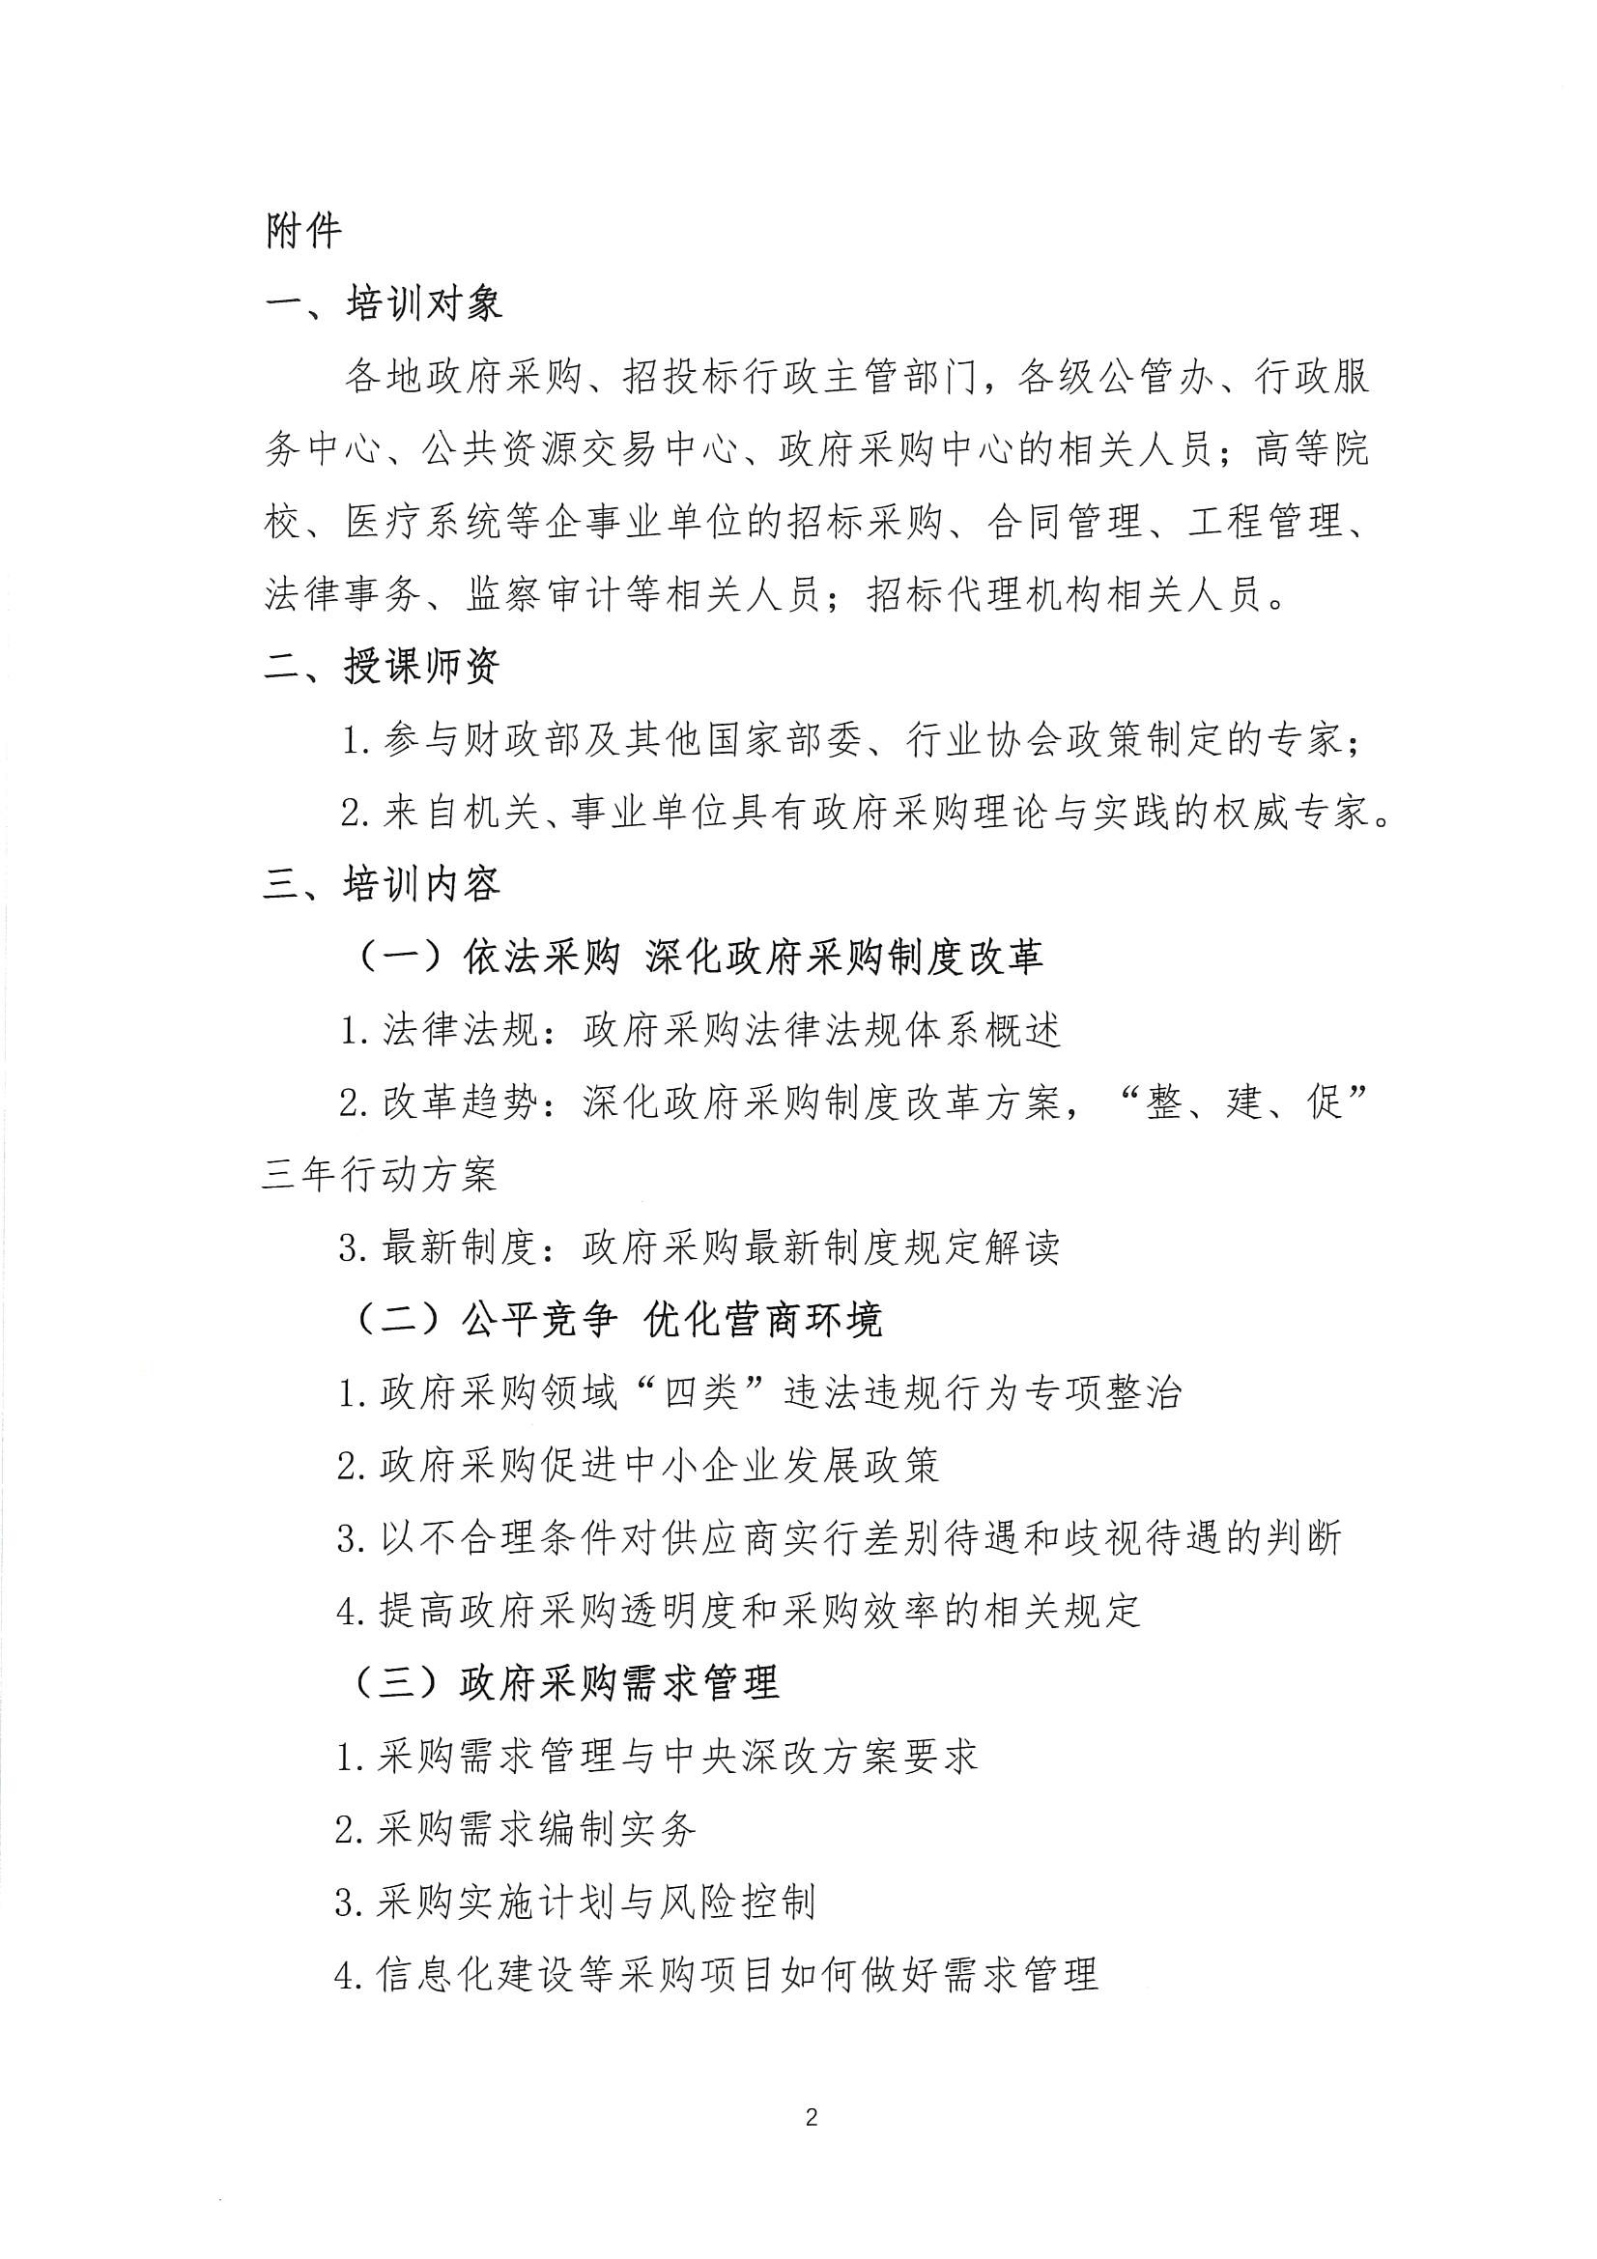 附件
一、培训对象
各地政府采购、招投标行政主管部门，各级公管办、行政服
务中心、公共资源交易中心、政府采购中心的相关人员；高等院
校、医疗系统等企事业单位的招标采购、合同管理、工程管理、
法律事务、监察审计等相关人员；招标代理机构相关人员。
二、授课师资
1.参与财政部及其他国家部委、行业协会政策制定的专家；
2.来自机关、事业单位具有政府采购理论与实践的权威专家。
三、培训内容
（一）依法采购 深化政府采购制度改革
1.法律法规：政府采购法律法规体系概述
2.改革趋势：深化政府采购制度改革方案，“整、建、促”
三年行动方案
3.最新制度：政府采购最新制度规定解读
（二）公平竞争 优化营商环境
1.政府采购领域“四类”违法违规行为专项整治
2.政府采购促进中小企业发展政策
3.以不合理条件对供应商实行差别待遇和歧视待遇的判断
4.提高政府采购透明度和采购效率的相关规定
（三）政府采购需求管理
1.采购需求管理与中央深改方案要求
2.采购需求编制实务
3.采购实施计划与风险控制
4.信息化建设等采购项目如何做好需求管理
2